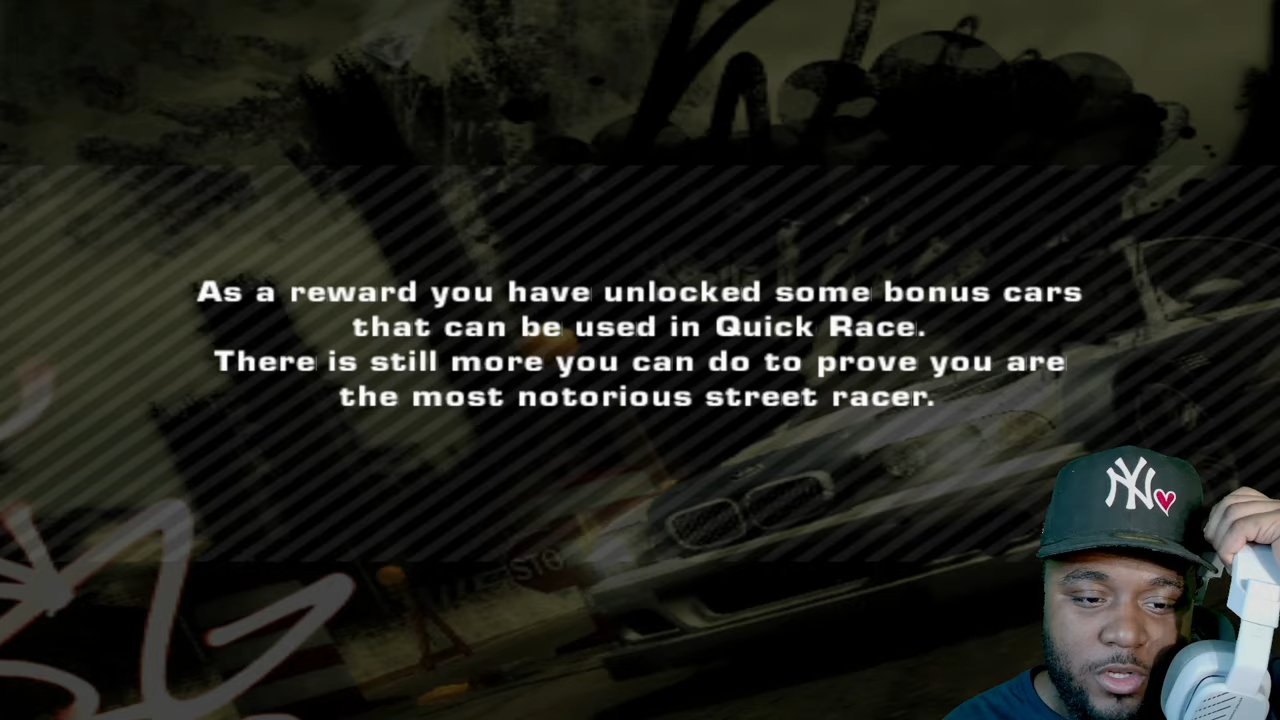 As a reward you have unlocked some bonus cars
that can be used in Quick Race.
There is still more you can do to prove you are
the most notorious street racer.
NY